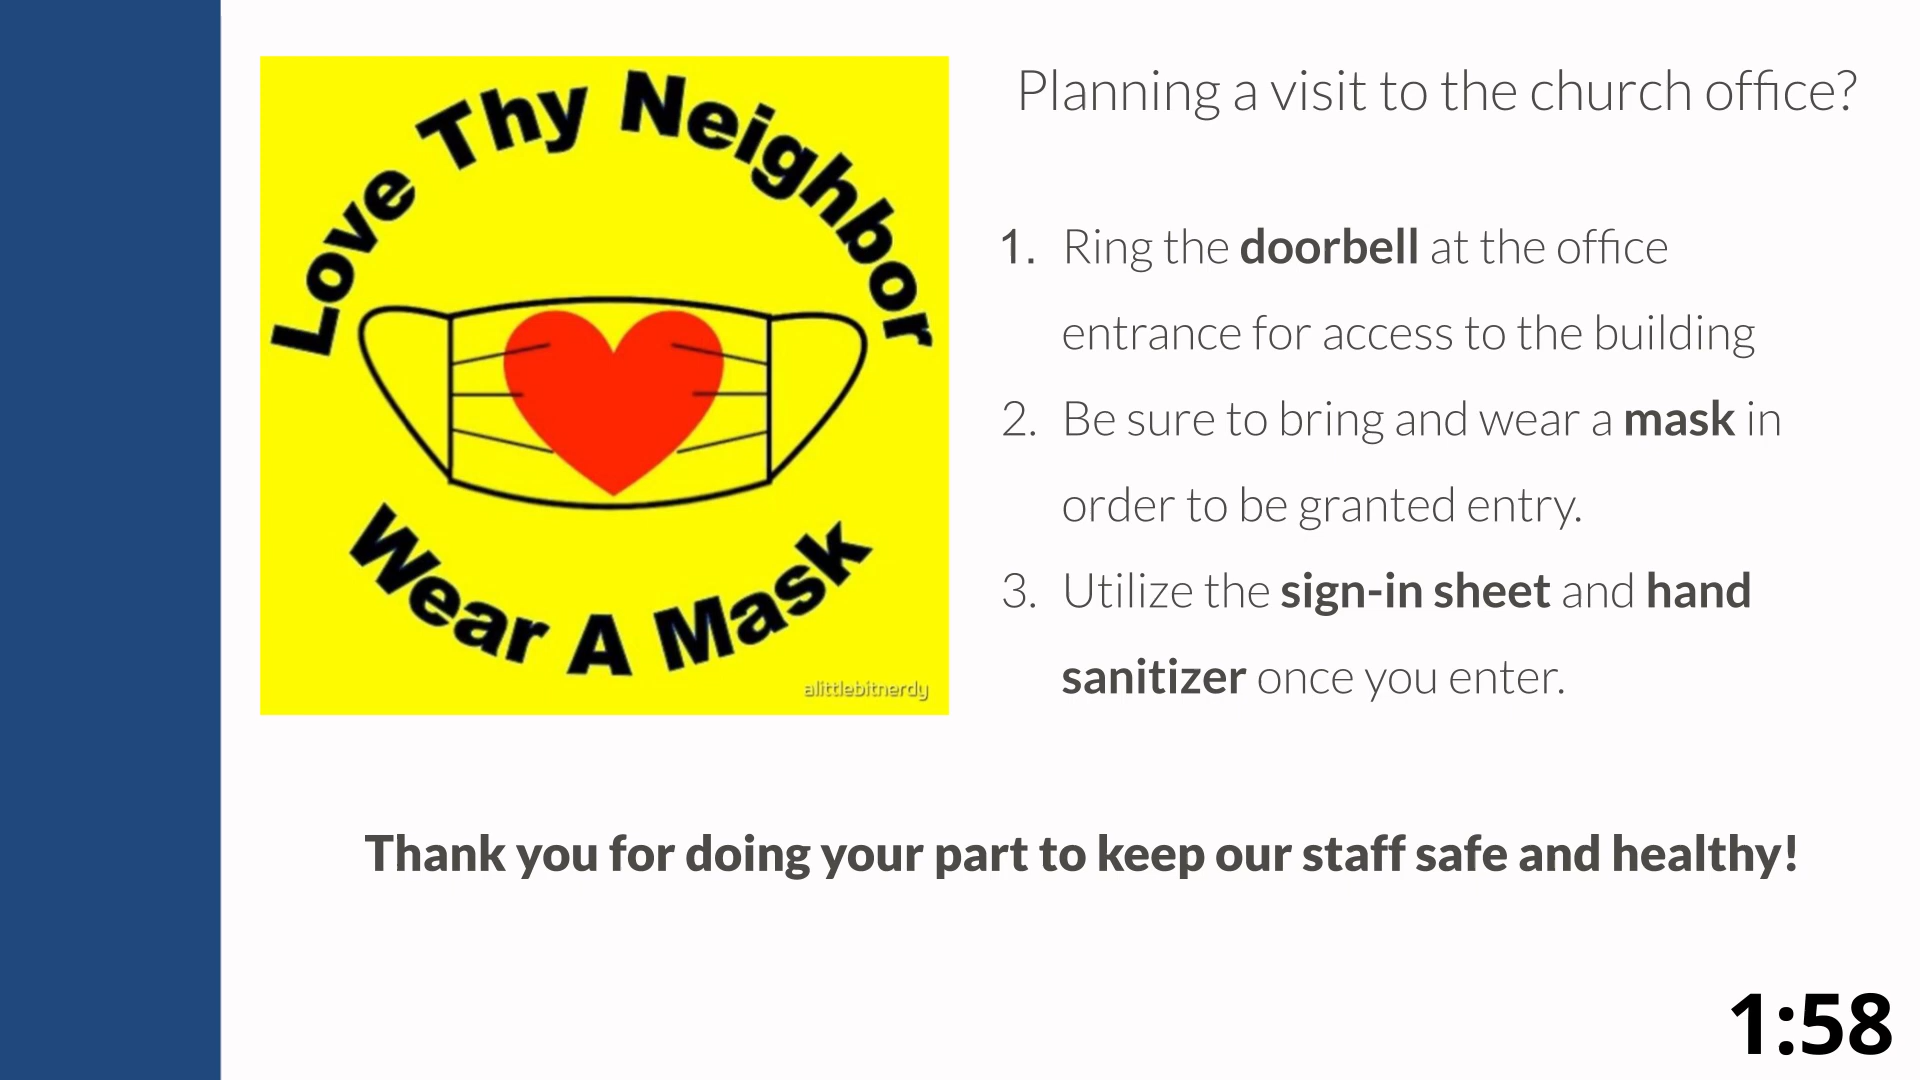 Love Thy Neighbor
Wear A Mask
alittlebitnerdy
Planning a visit to the church office?
1. Ring the doorbell at the office
entrance for access to the building
2. Be sure to bring and wear a mask in
order to be granted entry.
3. Utilize the sign-in sheet and hand
sanitizer once you enter.
Thank you for doing your part to keep our staff safe and healthy!
1:58